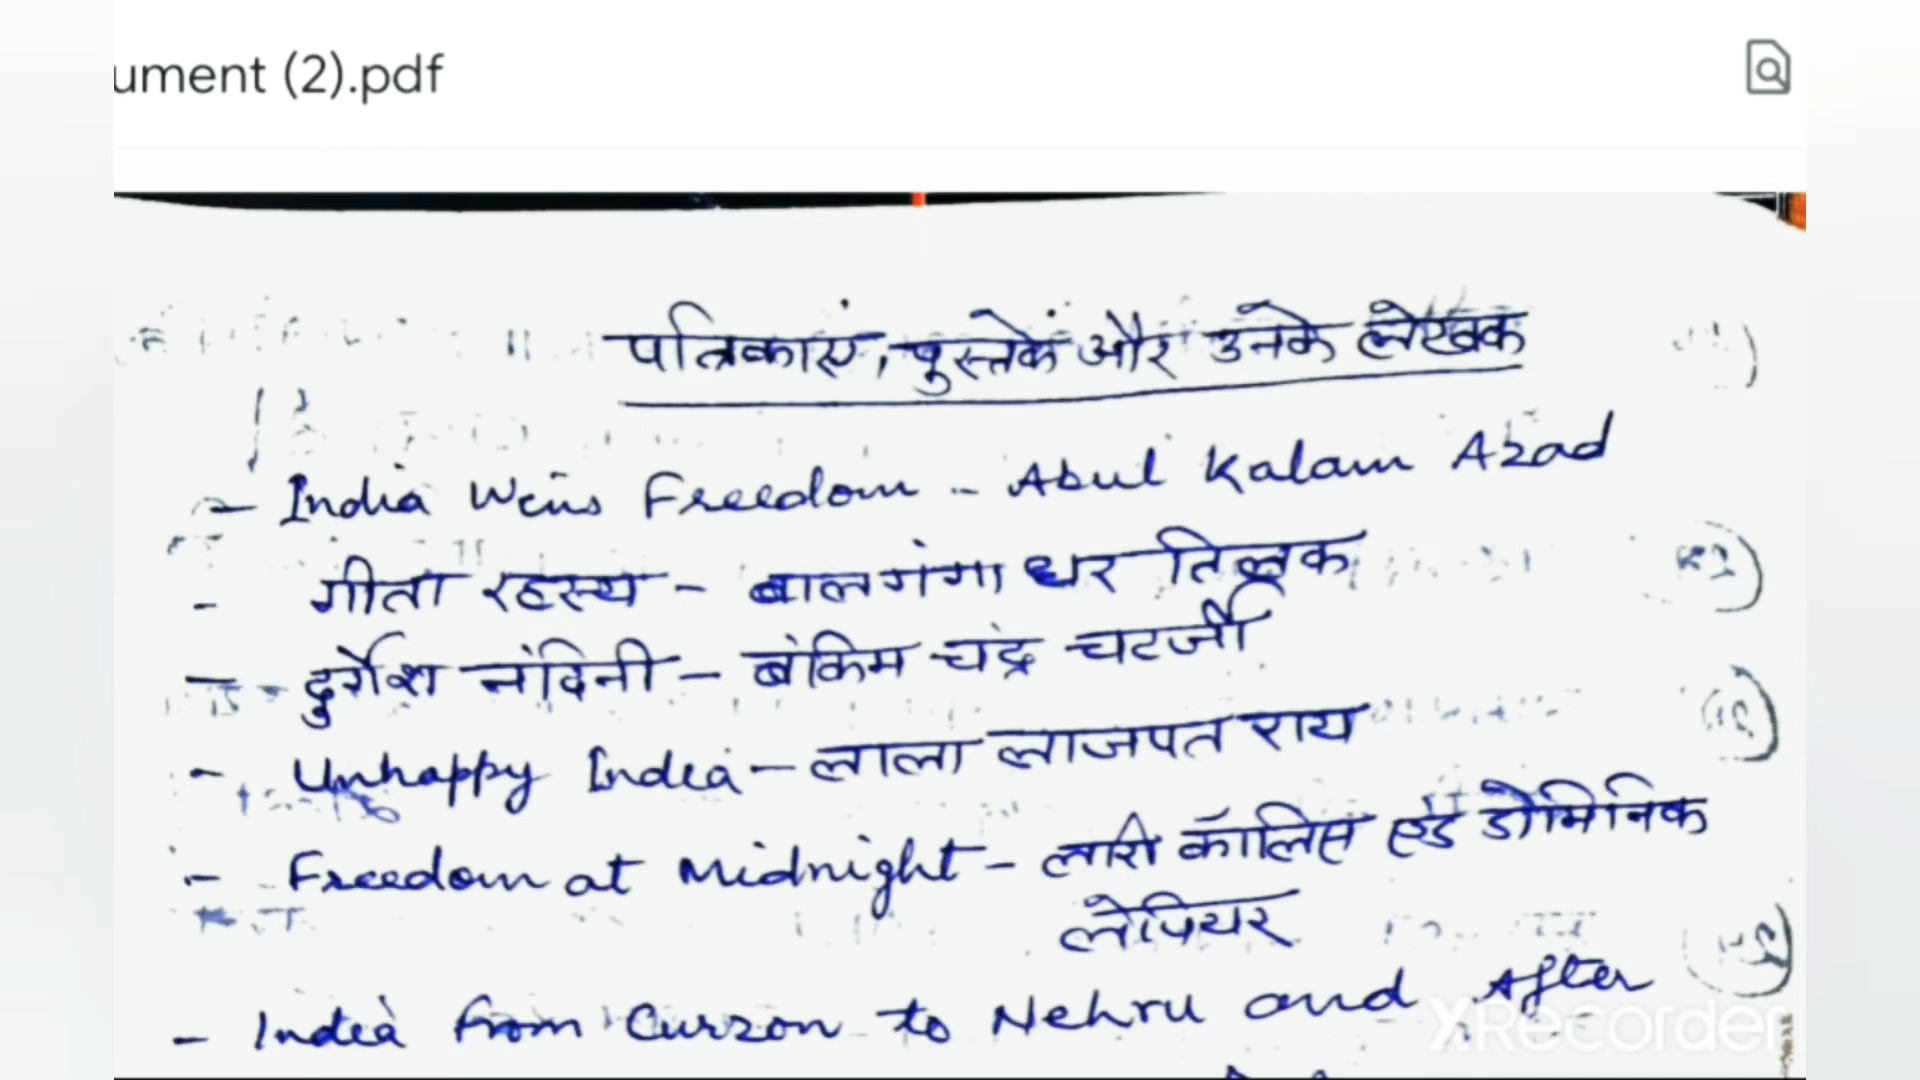 ument (2).pdf
पत्रिकाएं, पुस्तकें और उनके लेखक
- India Wins Freedom - Abul Kalam Azad
- गीता रहस्य - बालगंगाधर तिलक
- दुर्गेश नंदिनी - बंकिम चंद्र चटर्जी
- Unhappy India - लाला लाजपत राय
- Freedom at Midnight - लारी कॉलिंस एंड डोमिनिक
लेपियर
- India from Curzon to Nehru and After
XRecorder